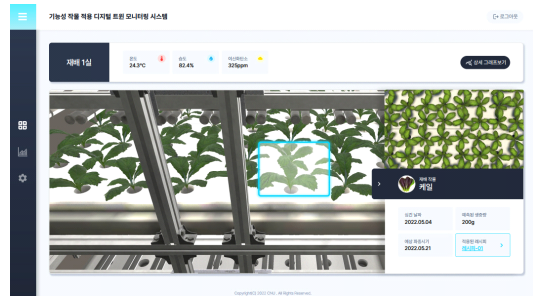 기능성 작물 적용 디지털 트윈 모니터링 시스템
로그아웃
재배 1실
온도
24.3°C
습도
82.4%
이산화탄소
325ppm
상세 그래프보기
재배 작물
케일
심은 날짜
2022.05.04
예측된 생중량
200g
예상 파종시기
2022.05.21
적용된 레시피